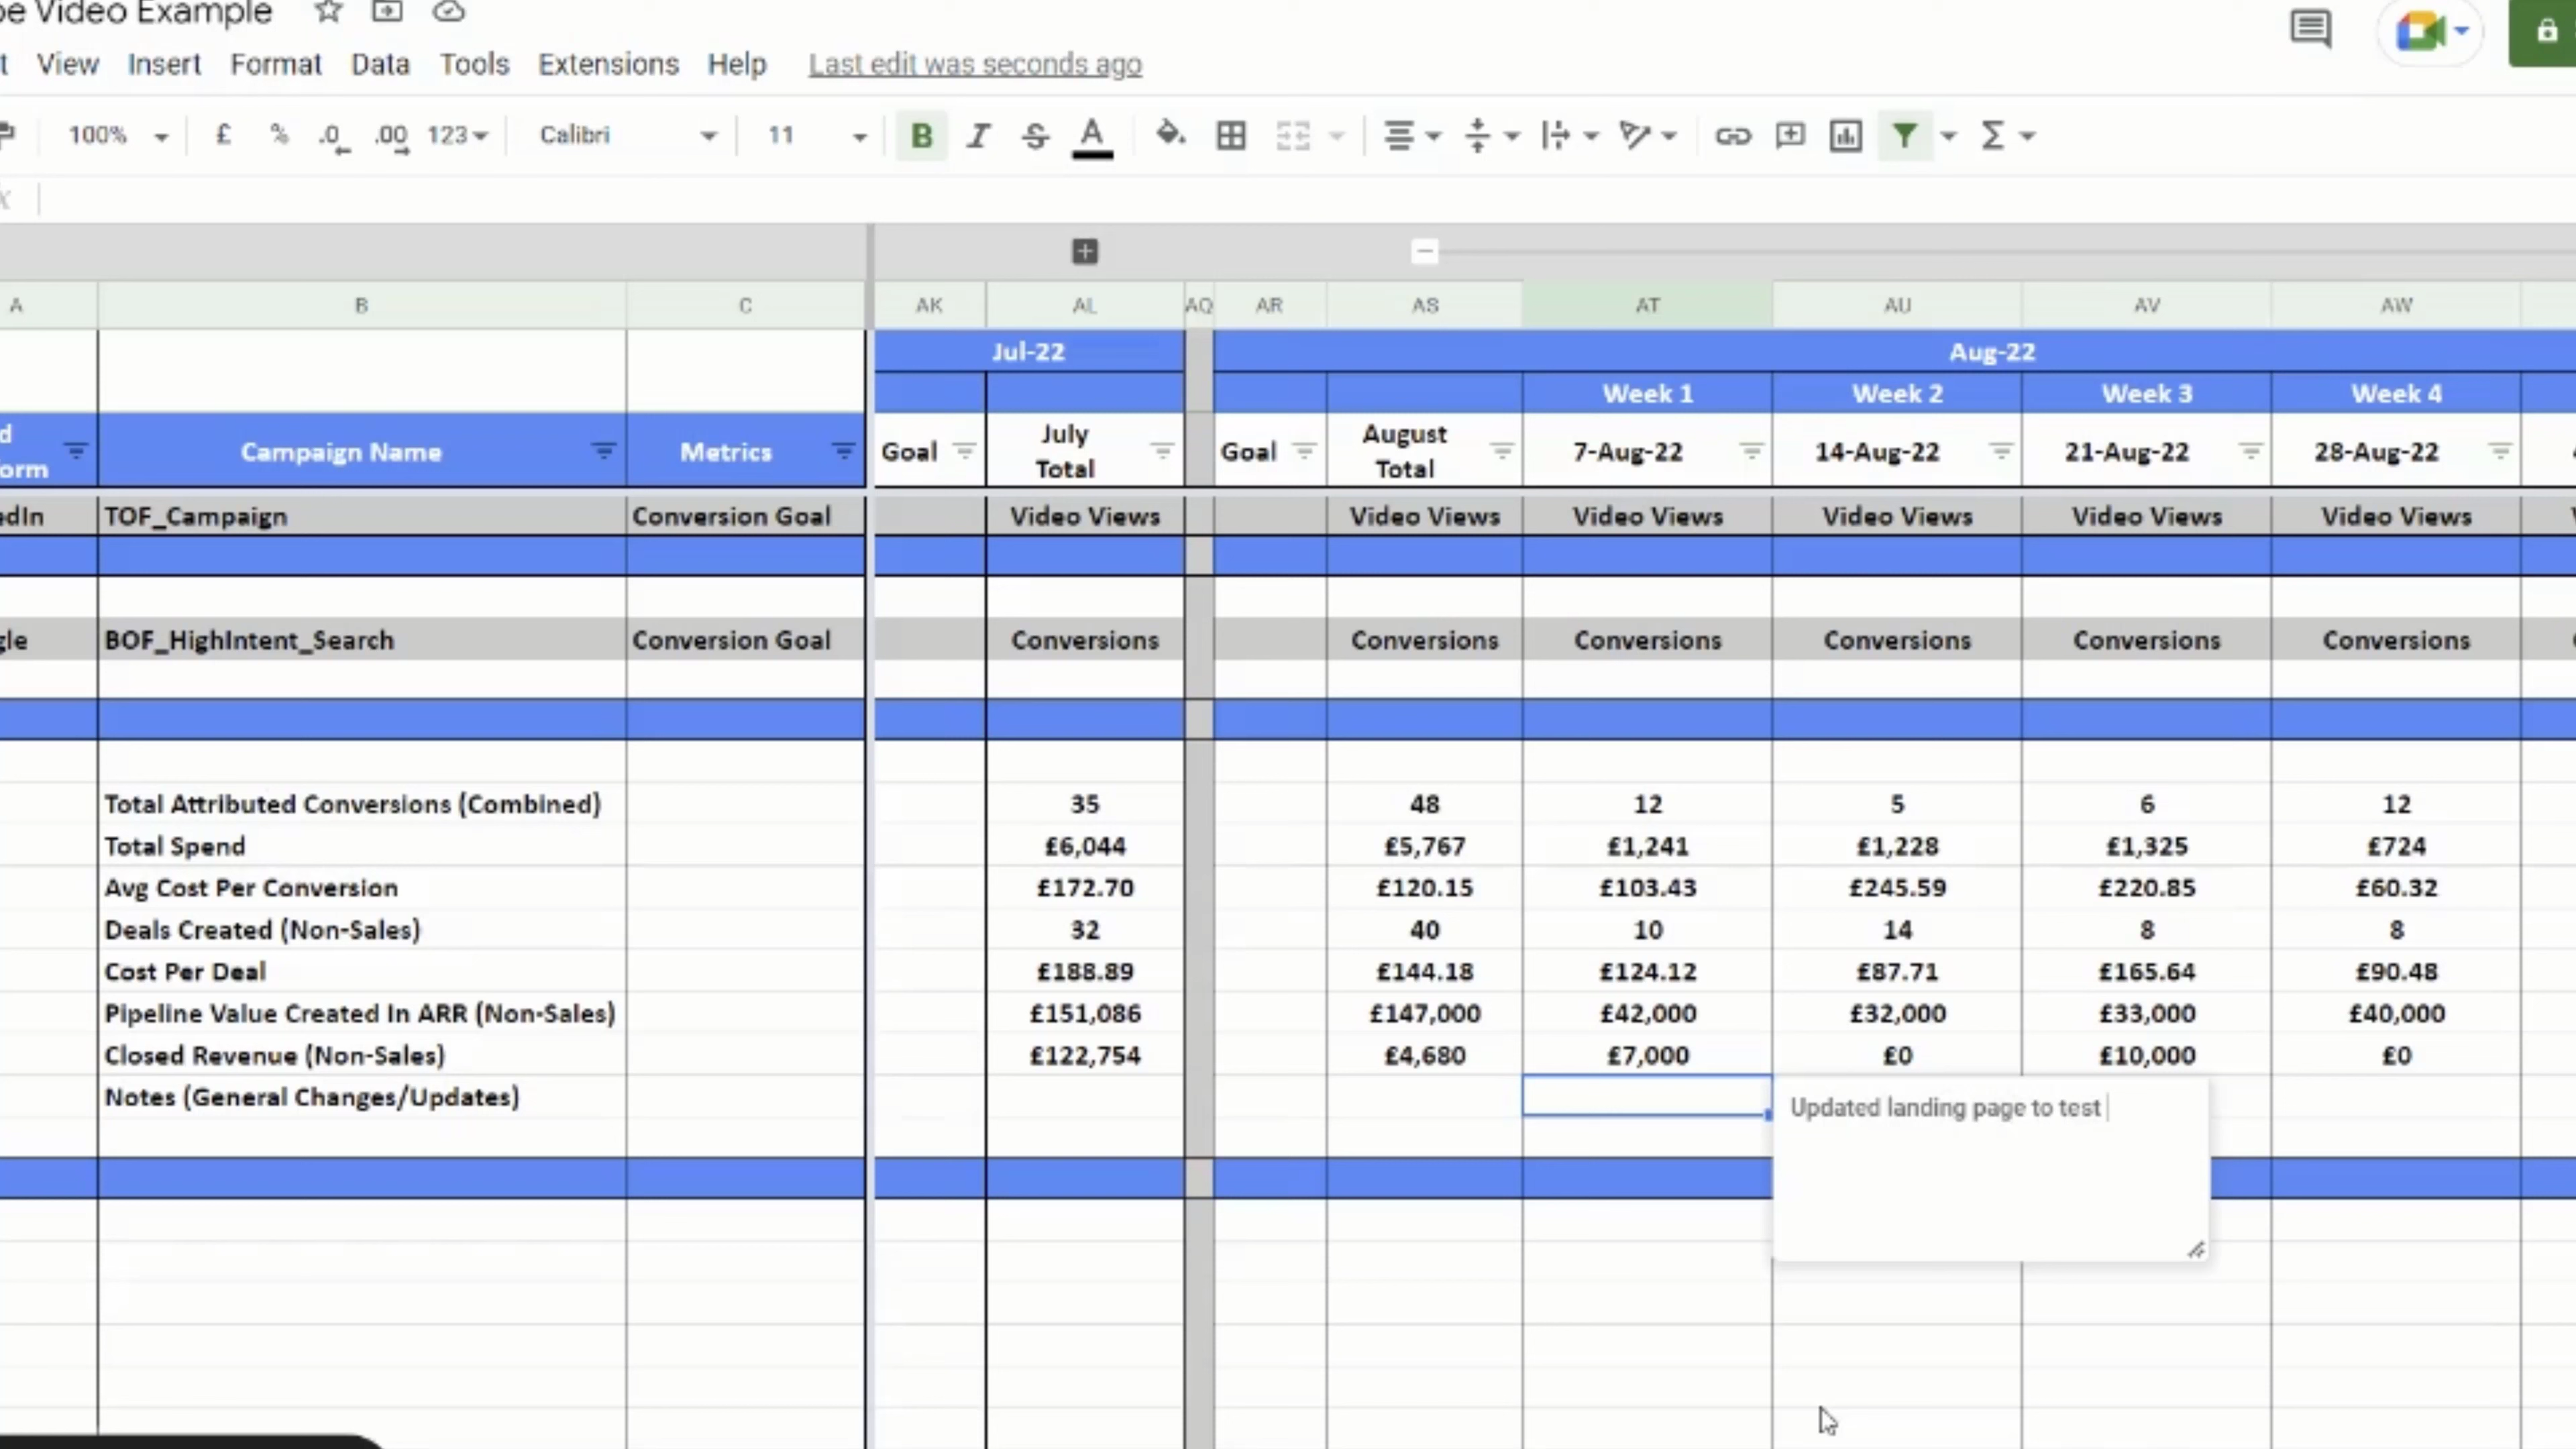 be Video Example
t View Insert Format Data Tools Extensions Help Last edit was seconds ago
100% £ % .0 .00 123 Calibri 11 B I S A Σ
A B C AK AL AQ AR AS AT AU AV AW
Jul-22 Aug-22
Week 1 Week 2 Week 3 Week 4
d
orm Campaign Name Metrics Goal July Total Goal August Total 7-Aug-22 14-Aug-22 21-Aug-22 28-Aug-22
edIn TOF_Campaign Conversion Goal Video Views Video Views Video Views Video Views Video Views Video Views
gle BOF_HighIntent_Search Conversion Goal Conversions Conversions Conversions Conversions Conversions Conversions
Total Attributed Conversions (Combined) 35 48 12 5 6 12
Total Spend £6,044 £5,767 £1,241 £1,228 £1,325 £724
Avg Cost Per Conversion £172.70 £120.15 £103.43 £245.59 £220.85 £60.32
Deals Created (Non-Sales) 32 40 10 14 8 8
Cost Per Deal £188.89 £144.18 £124.12 £87.71 £165.64 £90.48
Pipeline Value Created In ARR (Non-Sales) £151,086 £147,000 £42,000 £32,000 £33,000 £40,000
Closed Revenue (Non-Sales) £122,754 £4,680 £7,000 £0 £10,000 £0
Notes (General Changes/Updates)
Updated landing page to test